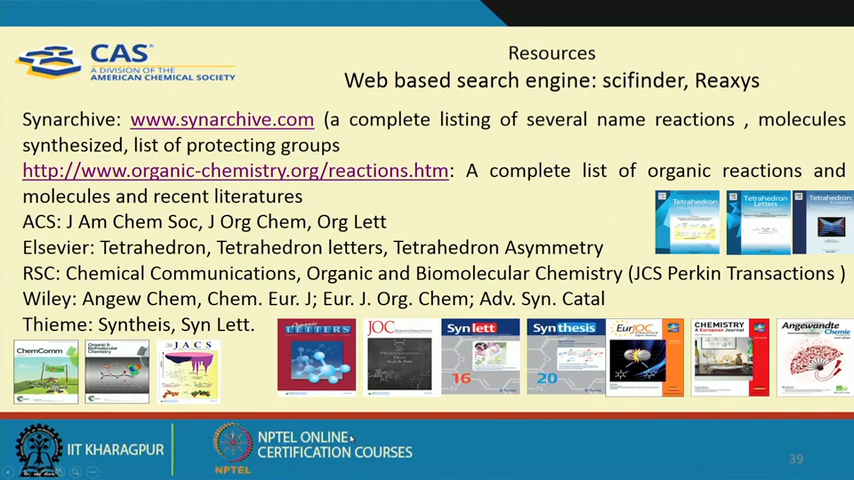 CAS
A DIVISION OF THE
AMERICAN CHEMICAL SOCIETY
Resources
Web based search engine: scifinder, Reaxys
Synarchive: www.synarchive.com (a complete listing of several name reactions , molecules
synthesized, list of protecting groups
http://www.organic-chemistry.org/reactions.htm: A complete list of organic reactions and
molecules and recent literatures
ACS: J Am Chem Soc, J Org Chem, Org Lett
Elsevier: Tetrahedron, Tetrahedron letters, Tetrahedron Asymmetry
RSC: Chemical Communications, Organic and Biomolecular Chemistry (JCS Perkin Transactions )
Wiley: Angew Chem, Chem. Eur. J; Eur. J. Org. Chem; Adv. Syn. Catal
Thieme: Syntheis, Syn Lett.
Tetrahedron
Tetrahedron
Letters
Tetrahedron:
ChemComm
Organic &
Biomolecular
Chemistry
JACS
Organic
LETTERS
JOC
Synlett
16
Synthesis
20
EurJOC
CHEMISTRY
A European Journal
Angewandte
Chemie
IIT KHARAGPUR
NPTEL
NPTEL ONLINE
CERTIFICATION COURSES
39